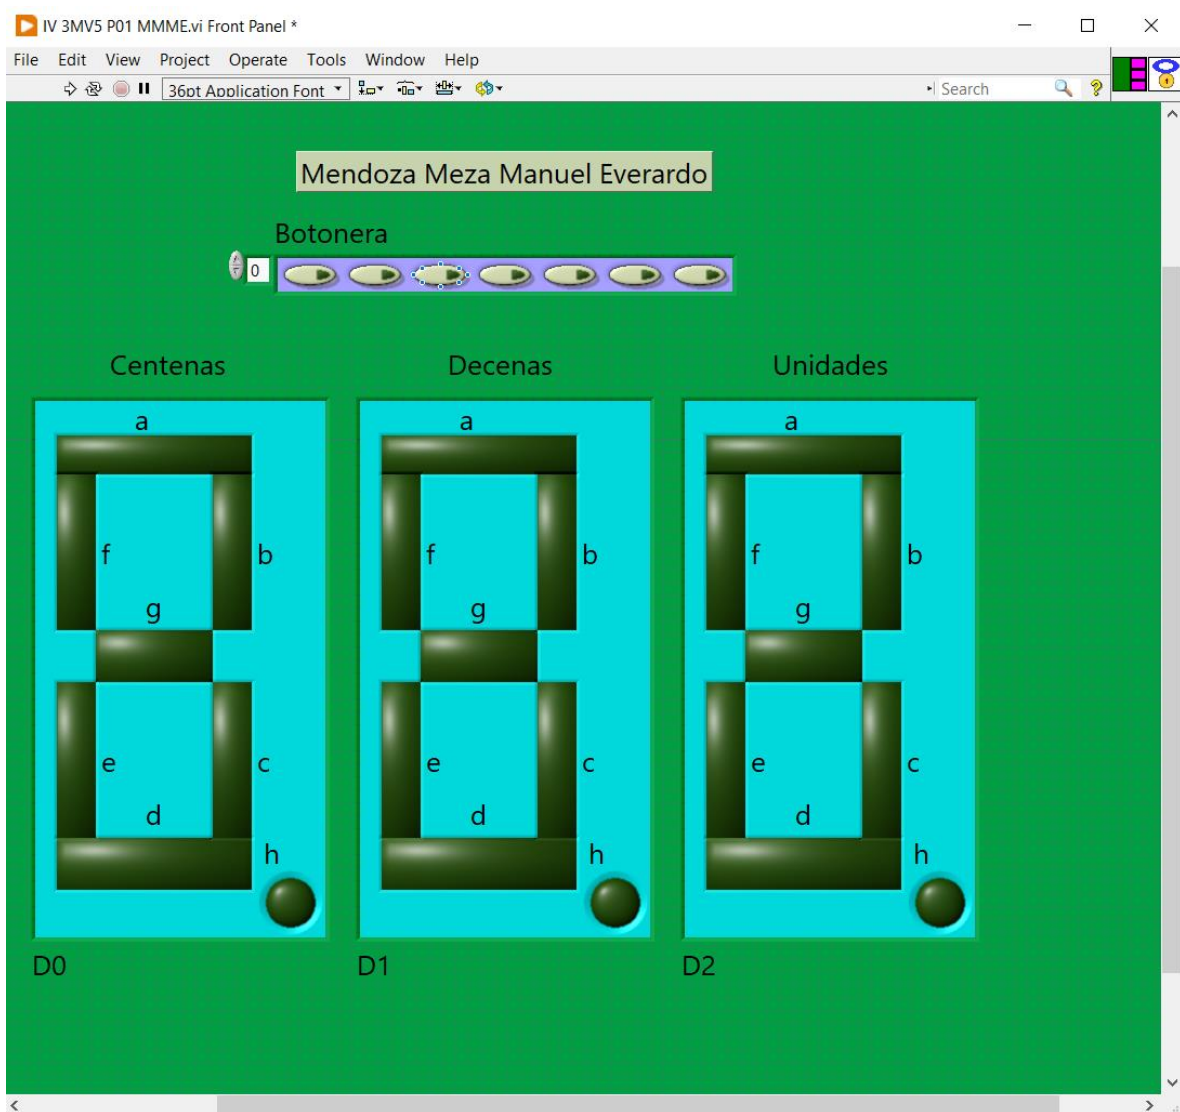 IV 3MV5 P01 MMME.vi Front Panel *
File Edit View Project Operate Tools Window Help
36pt Application Font Search
Mendoza Meza Manuel Everardo
Botonera
0
Centenas Decenas Unidades
a a a
f b f b f b
g g g
e c e c e c
d d d
h h h
D0 D1 D2